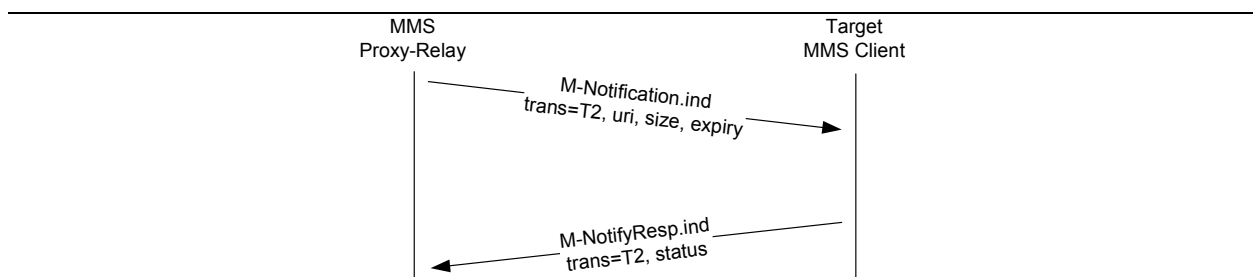 MMS
Proxy-Relay
Target
MMS Client
M-Notification.ind
trans=T2, uri, size, expiry
M-NotifyResp.ind
trans=T2, status